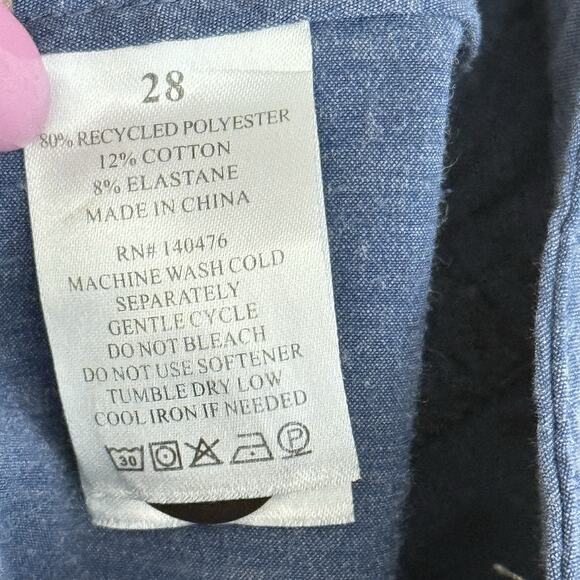 28
80% RECYCLED POLYESTER
12% COTTON
8% ELASTANE
MADE IN CHINA
RN# 140476
MACHINE WASH COLD
SEPARATELY
GENTLE CYCLE
DO NOT BLEACH
DO NOT USE SOFTENER
TUMBLE DRY LOW
COOL IRON IF NEEDED
30 P